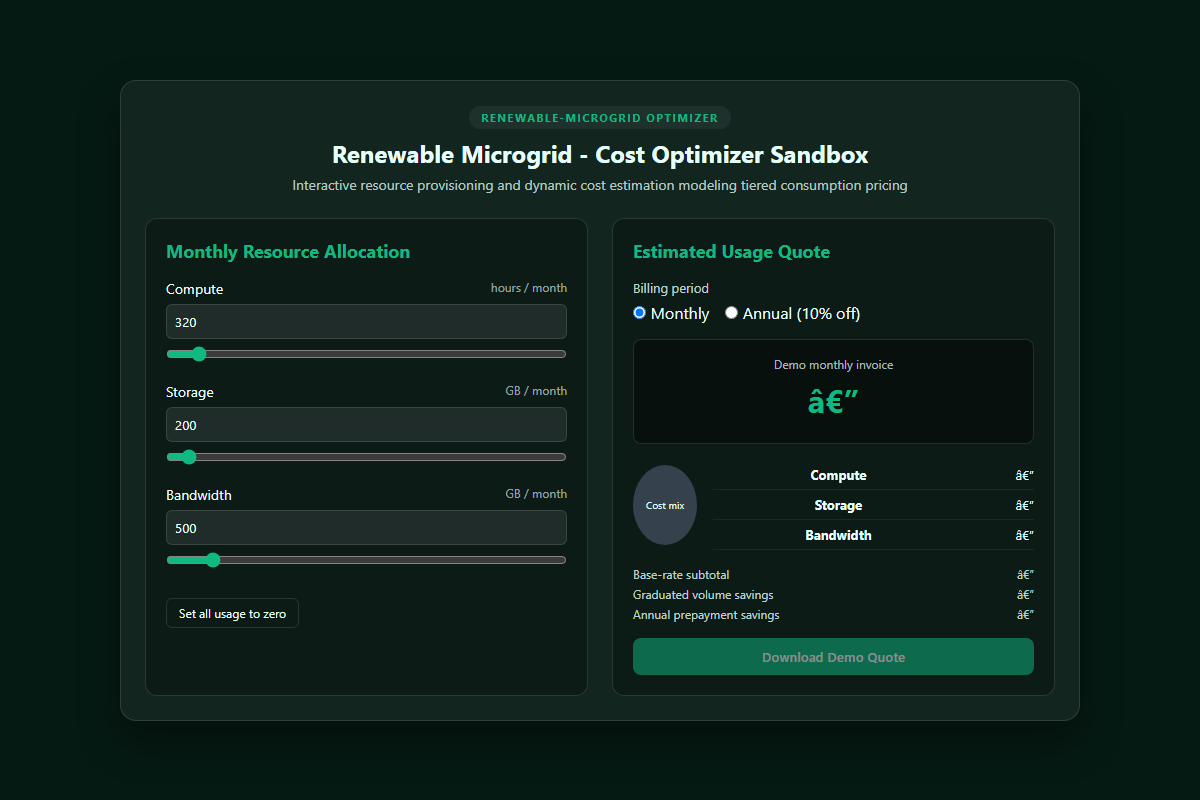 RENEWABLE-MICROGRID OPTIMIZER
Renewable Microgrid - Cost Optimizer Sandbox
Interactive resource provisioning and dynamic cost estimation modeling tiered consumption pricing
Monthly Resource Allocation
Compute hours / month
320
Storage GB / month
200
Bandwidth GB / month
500
Set all usage to zero
Estimated Usage Quote
Billing period
Monthly Annual (10% off)
Demo monthly invoice
â€”
Cost mix
Compute â€”
Storage â€”
Bandwidth â€”
Base-rate subtotal â€”
Graduated volume savings â€”
Annual prepayment savings â€”
Download Demo Quote